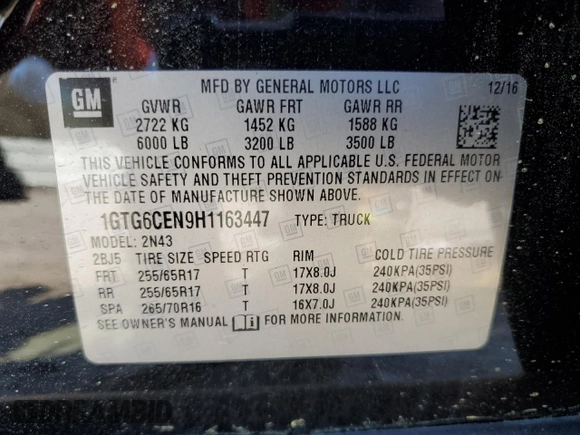 GM
MFD BY GENERAL MOTORS LLC 12/16
GVWR GAWR FRT GAWR RR
2722 KG 1452 KG 1588 KG
6000 LB 3200 LB 3500 LB
THIS VEHICLE CONFORMS TO ALL APPLICABLE U.S. FEDERAL MOTOR
VEHICLE SAFETY AND THEFT PREVENTION STANDARDS IN EFFECT ON
THE DATE OF MANUFACTURE SHOWN ABOVE.
1GTG6CEN9H1163447 TYPE: TRUCK
MODEL: 2N43
2BJ5 TIRE SIZE SPEED RTG RIM COLD TIRE PRESSURE
FRT 255/65R17 T 17X8.0J 240KPA(35PSI)
RR 255/65R17 T 17X8.0J 240KPA(35PSI)
SPA 265/70R16 T 16X7.0J 240KPA(35PSI)
SEE OWNER'S MANUAL FOR MORE INFORMATION.